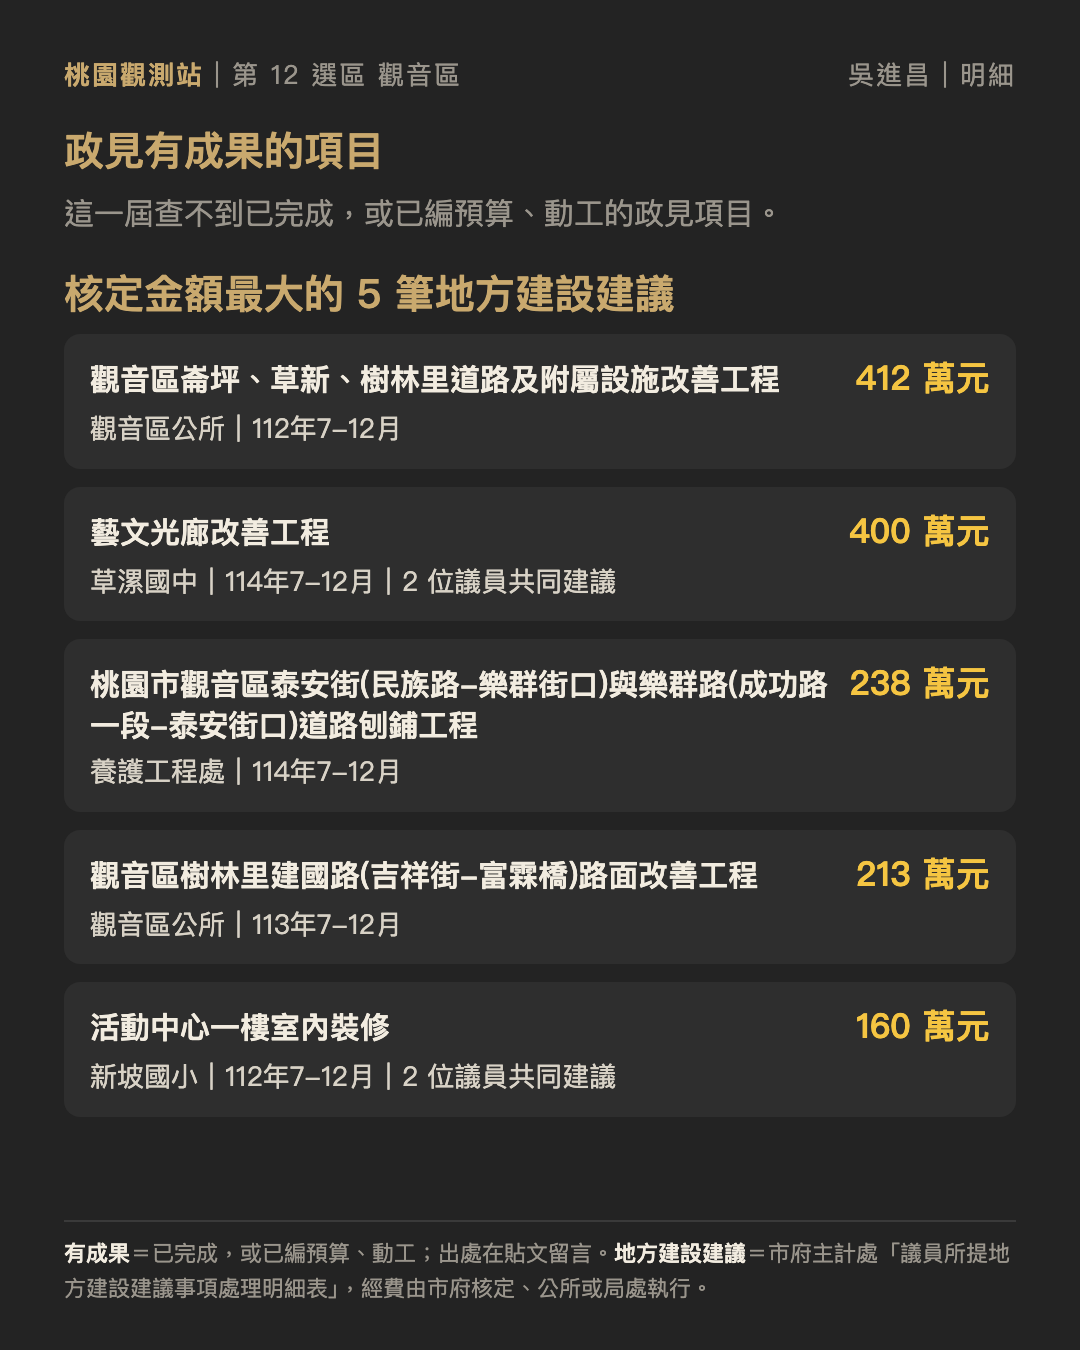 桃園觀測站｜第 12 選區 觀音區
吳進昌｜明細
政見有成果的項目
這一屆查不到已完成，或已編預算、動工的政見項目。
核定金額最大的 5 筆地方建設建議
觀音區崙坪、草新、樹林里道路及附屬設施改善工程 412 萬元
觀音區公所｜112年7–12月
藝文光廊改善工程 400 萬元
草漯國中｜114年7–12月｜2 位議員共同建議
桃園市觀音區泰安街(民族路–樂群街口)與樂群路(成功路 238 萬元
一段–泰安街口)道路刨鋪工程
養護工程處｜114年7–12月
觀音區樹林里建國路(吉祥街–富霖橋)路面改善工程 213 萬元
觀音區公所｜113年7–12月
活動中心一樓室內裝修 160 萬元
新坡國小｜112年7–12月｜2 位議員共同建議
有成果＝已完成，或已編預算、動工；出處在貼文留言。地方建設建議＝市府主計處「議員所提地
方建設建議事項處理明細表」，經費由市府核定、公所或局處執行。